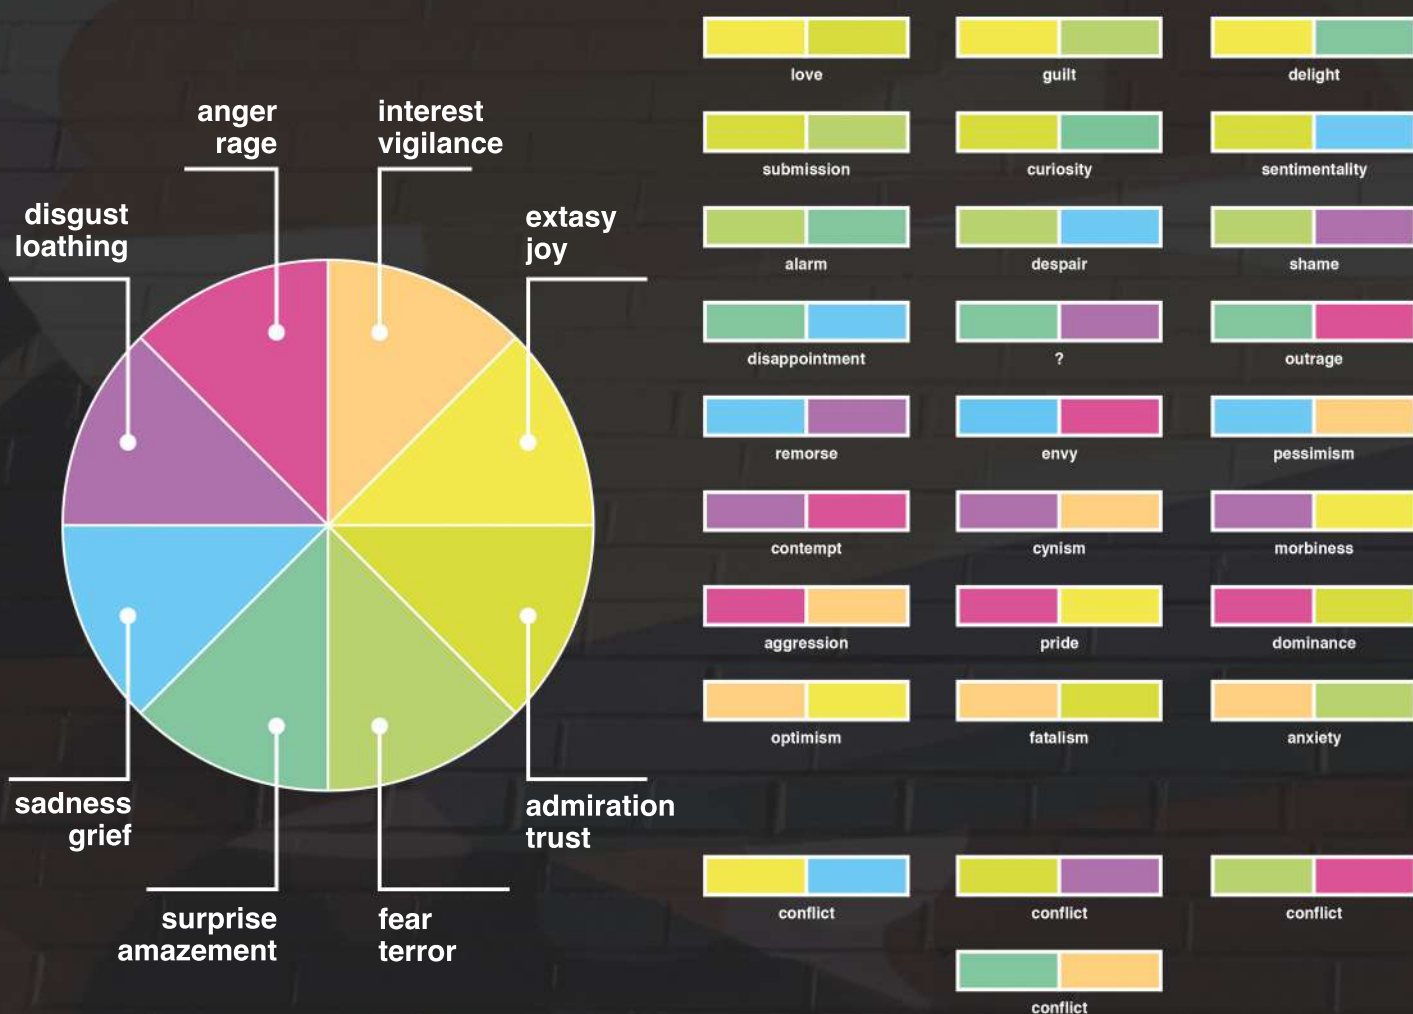 anger
rage
interest
vigilance
disgust
loathing
extasy
joy
sadness
grief
admiration
trust
surprise
amazement
fear
terror
love
guilt
delight
submission
curiosity
sentimentality
alarm
despair
shame
disappointment
?
outrage
remorse
envy
pessimism
contempt
cynism
morbiness
aggression
pride
dominance
optimism
fatalism
anxiety
conflict
conflict
conflict
conflict